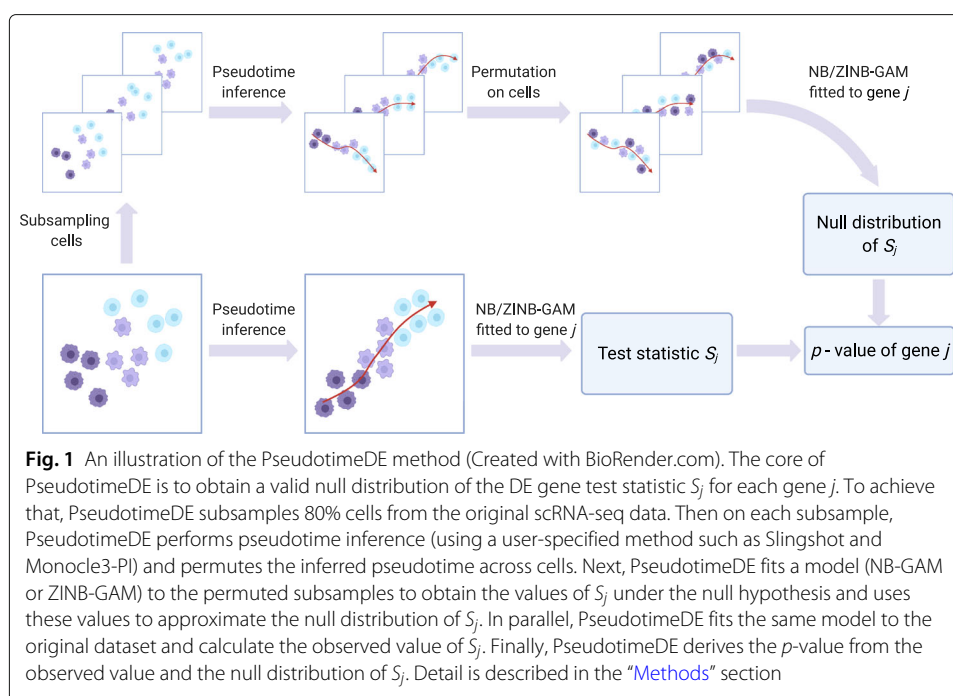 Pseudotime
inference
Permutation
on cells
NB/ZINB-GAM
fitted to gene j
Subsampling
cells
Null distribution
of Sj
Pseudotime
inference
NB/ZINB-GAM
fitted to gene j
Test statistic Sj
p - value of gene j
Fig. 1 An illustration of the PseudotimeDE method (Created with BioRender.com). The core of
PseudotimeDE is to obtain a valid null distribution of the DE gene test statistic Sj for each gene j. To achieve
that, PseudotimeDE subsamples 80% cells from the original scRNA-seq data. Then on each subsample,
PseudotimeDE performs pseudotime inference (using a user-specified method such as Slingshot and
Monocle3-PI) and permutes the inferred pseudotime across cells. Next, PseudotimeDE fits a model (NB-GAM
or ZINB-GAM) to the permuted subsamples to obtain the values of Sj under the null hypothesis and uses
these values to approximate the null distribution of Sj. In parallel, PseudotimeDE fits the same model to the
original dataset and calculate the observed value of Sj. Finally, PseudotimeDE derives the p-value from the
observed value and the null distribution of Sj. Detail is described in the “Methods” section